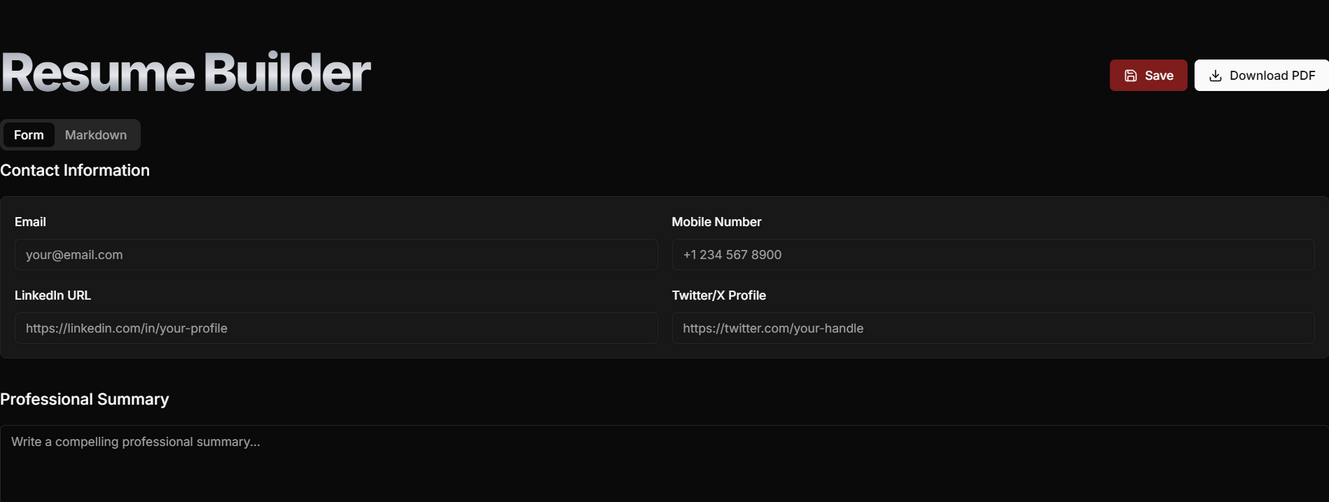 Resume Builder
Save
Download PDF
Form
Markdown
Contact Information
Email
Mobile Number
your@email.com
+1 234 567 8900
LinkedIn URL
Twitter/X Profile
https://linkedin.com/in/your-profile
https://twitter.com/your-handle
Professional Summary
Write a compelling professional summary...